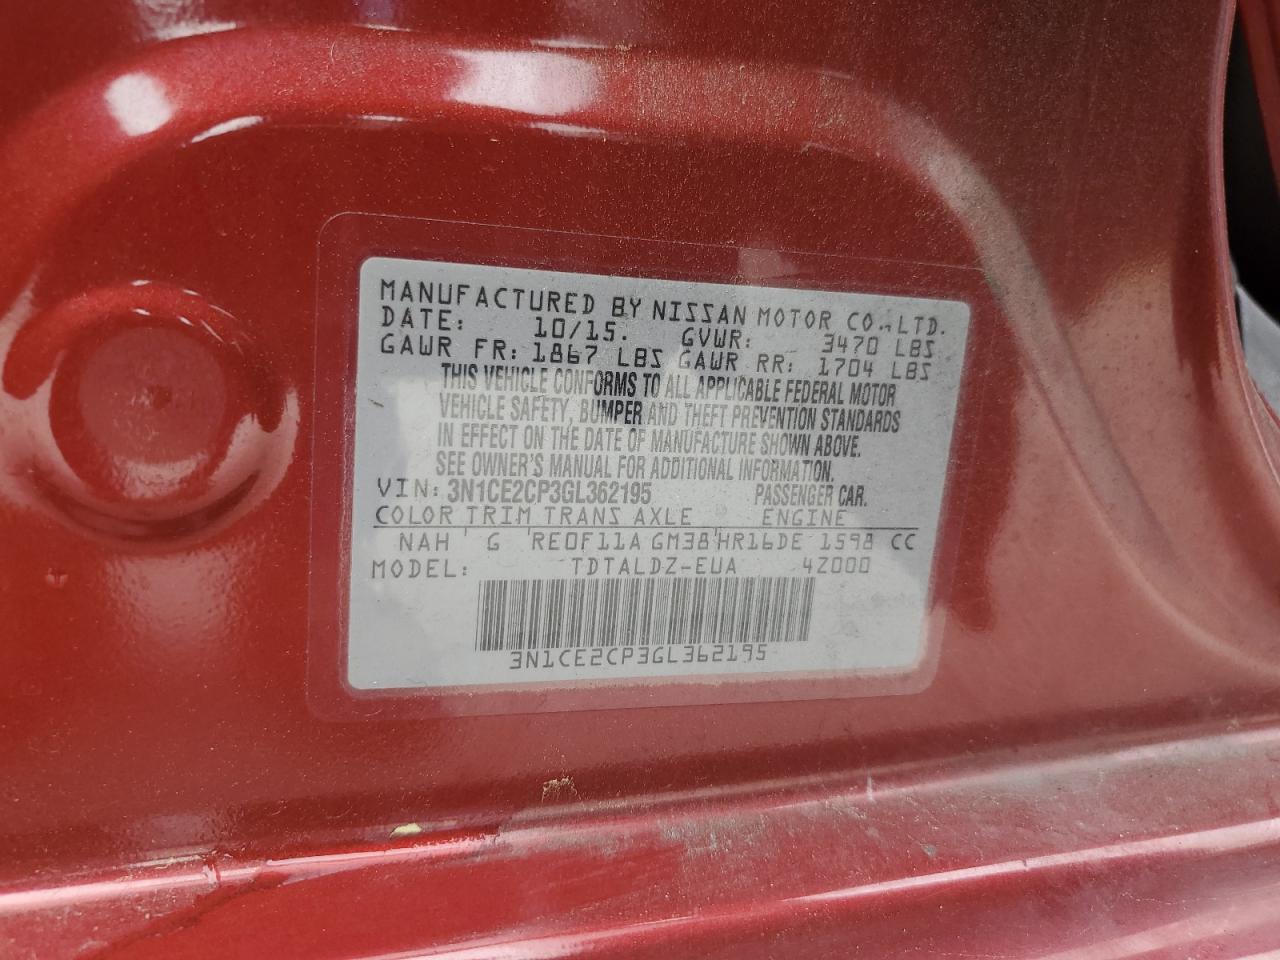 MANUFACTURED BY NISSAN MOTOR CO.,LTD.
DATE: 10/15. GVWR: 3470 LBS
GAWR FR: 1867 LBS GAWR RR: 1704 LBS
THIS VEHICLE CONFORMS TO ALL APPLICABLE FEDERAL MOTOR
VEHICLE SAFETY, BUMPER AND THEFT PREVENTION STANDARDS
IN EFFECT ON THE DATE OF MANUFACTURE SHOWN ABOVE.
SEE OWNER'S MANUAL FOR ADDITIONAL INFORMATION.
VIN: 3N1CE2CP3GL362195 PASSENGER CAR.
COLOR TRIM TRANS AXLE ENGINE
NAH ' G 'RE0F11A GM38'HR16DE 1598 CC
MODEL: TDTALDZ-EUA 4Z000
3N1CE2CP3GL362195